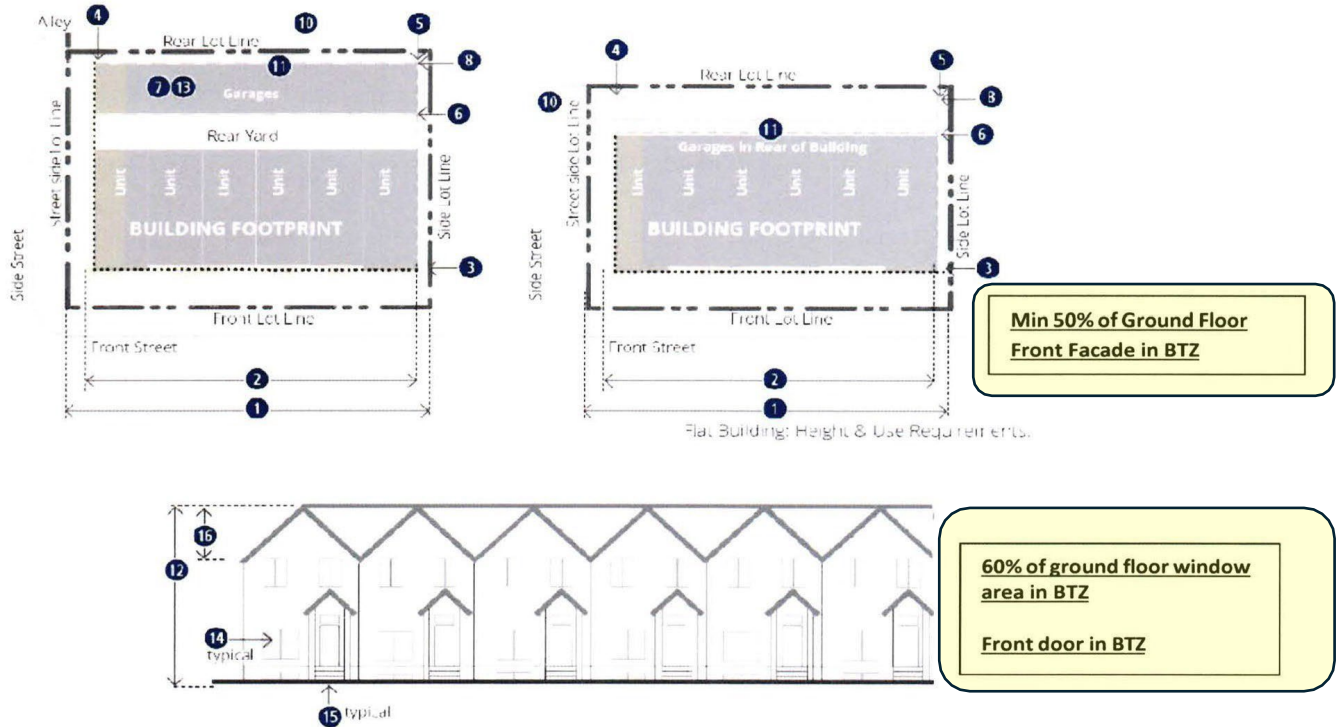 Alley
4
10
5
Rear Lot Line
11
8
7 13
Garages
6
Rear Yard
Street side Lot Line
Side Street
Unit
Unit
Unit
Unit
Unit
Unit
BUILDING FOOTPRINT
Side Lot Line
3
Front Lot Line
Front Street
2
1
4
5
Rear Lot Line
10
8
11
6
Garages in Rear of Building
Street side Lot Line
Side Street
Unit
Unit
Unit
Unit
Unit
Unit
BUILDING FOOTPRINT
Side Lot Line
3
Front Lot Line
Front Street
2
1
Flat Building: Height & Use Requirements.
Min 50% of Ground Floor
Front Facade in BTZ
16
12
14
typical
15 typical
60% of ground floor window
area in BTZ
Front door in BTZ